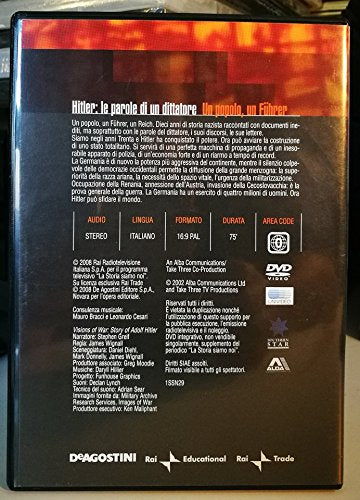 Hitler: le parole di un dittatore Un popolo, un Führer
Un popolo, un Führer, un Reich. Dieci anni di storia nazista raccontati con documenti inediti, ma soprattutto con le parole del dittatore, i suoi discorsi, le sue lettere.
Siamo negli anni Trenta e Hitler ha conquistato il potere. Ora può avviare la costruzione
di uno stato totalitario. Si servirà di una perfetta macchina di propaganda e di un inesorabile apparato di polizia, di un'economia forte e di un riarmo a tempo di record.
La Germania è di nuovo la potenza più aggressiva del continente, mentre il silenzio colpevole delle democrazie occidentali permette la diffusione della grande menzogna: la superiorità della razza ariana, la necessità dello spazio vitale, l'urgenza della militarizzazione.
Occupazione della Renania, annessione dell'Austria, invasione della Cecoslovacchia: è la
prova generale della guerra. La Germania ha un esercito di quattro milioni di uomini. Ora
Hitler può sfidare il mondo.
AUDIO LINGUA FORMATO DURATA AREA CODE
STEREO ITALIANO 16:9 PAL 75' 0
© 2008 Rai Radiotelevisione
Italiana S.p.A. per il programma
televisivo "La Storia siamo noi".
Su licenza esclusiva Rai Trade
© 2008 De Agostini Editore S.p.A.
Novara per l'opera editoriale.
Consulenza musicale:
Mauro Bracci e Leonardo Cesari
Visions of War: Story of Adolf Hitler
Narratore: Stephen Grelf
Regia: James Wignall
Sceneggiatura: Daniel Diehl,
Mark Donnelly, James Wignall
Produttore associato: Greg Moodie
Musiche: Daryll Hillier
Progetto: Funhouse Graphics
Suoni: Declan Lynch
Tecnico del suono: Adrian Sear
Immagini fornite da: Military Archive
Research Services, Images of War
Produttore esecutivo: Ken Maliphant
An Alba Communications/
Take Three Co-Production
© 2002 Alba Communications Ltd and
Take Three TV Productions
Riservati tutti i diritti.
È vietata la duplicazione nonché
l'utilizzazione di questo supporto per
la pubblica esecuzione, l'emissione
radiotelevisiva e il noleggio.
DVD integrativo, non vendibile
singolarmente, supplemento del
periodico "La Storia siamo noi".
Diritti SIAE assolti.
Filmato visibile a tutti gli spettatori.
1SSN29
DVD
VIDEO
SOUTHERN
STAR
ALBA
DeAGOSTINI Rai Educational Rai Trade